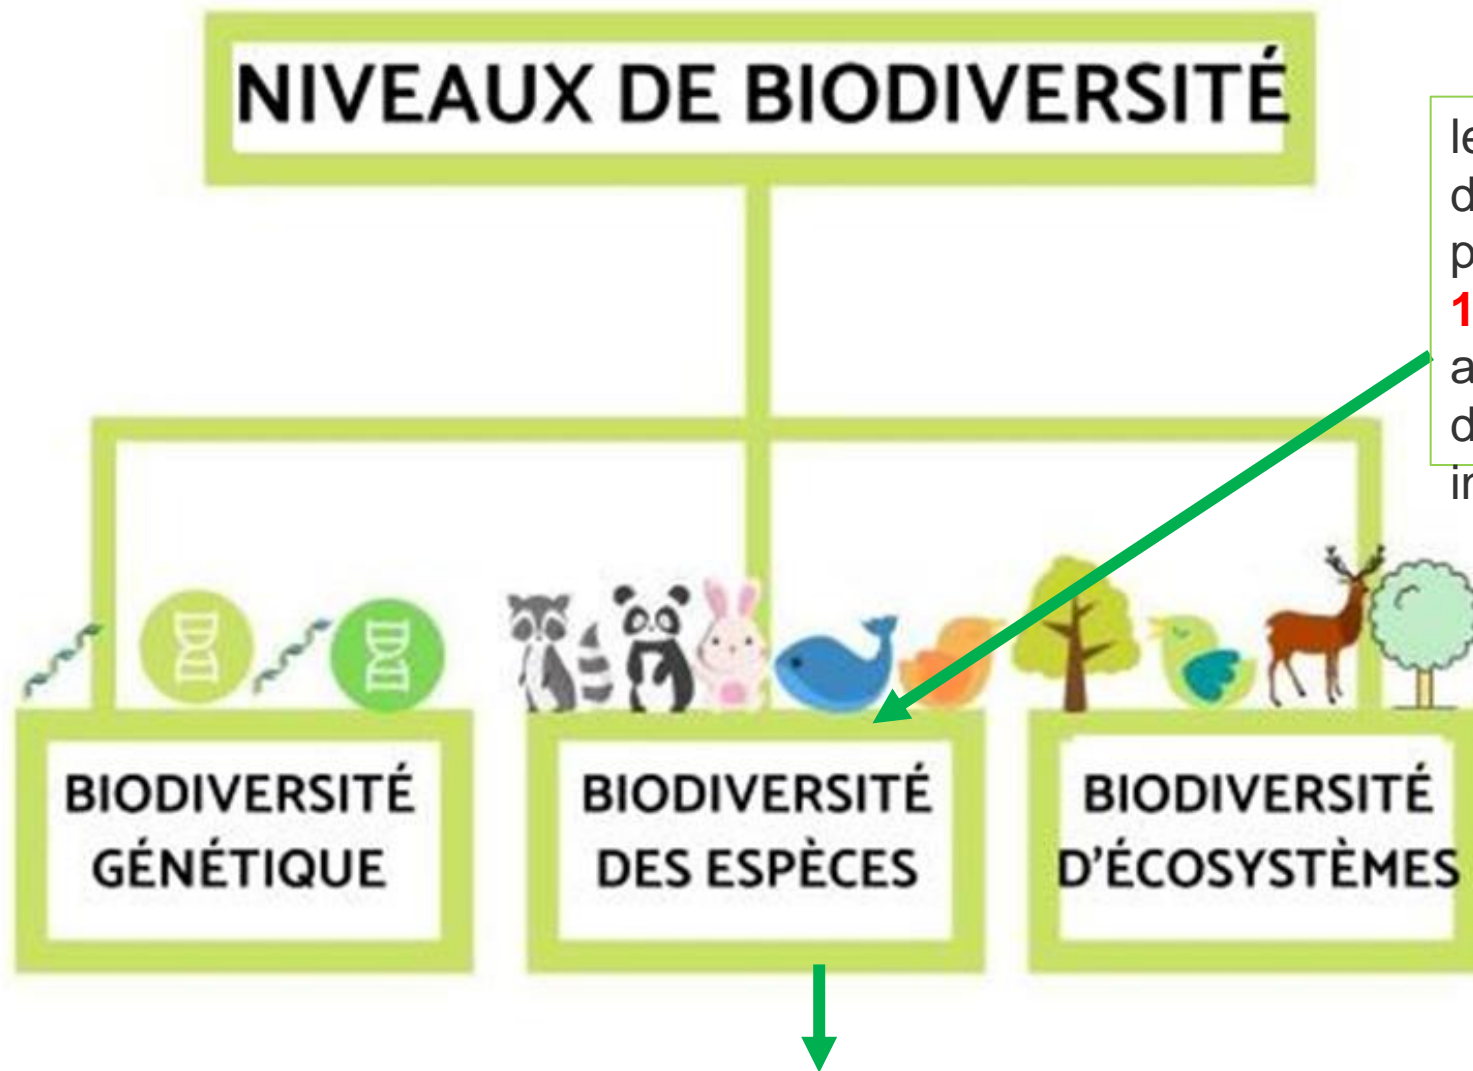 NIVEAUX DE BIODIVERSITÉ
BIODIVERSITÉ
GÉNÉTIQUE
BIODIVERSITÉ
DES ESPÈCES
BIODIVERSITÉ
D'ÉCOSYSTÈMES